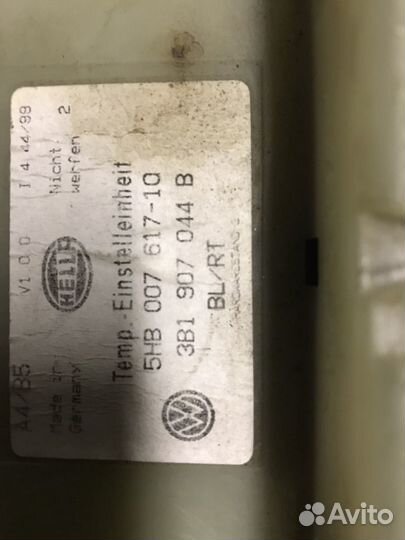 A4/B5 V1.0.0 I 4 44/99
Made in Nicht. 2
Germany werfen
HELLA
Temp.-Einstelleinheit
5HB 007 617-10
3B1 907 044 B
BL/RT
VW
Avito